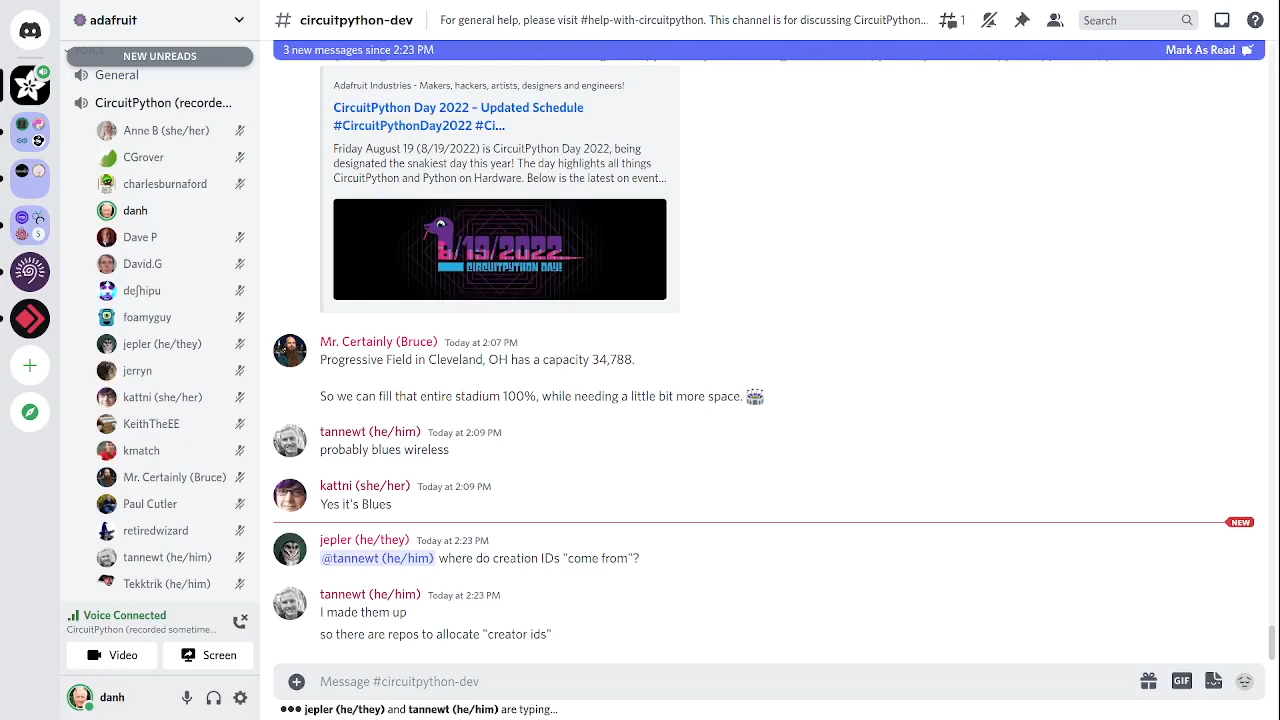 adafruit
NEW UNREADS
General
CircuitPython (recorde...
Anne B (she/her)
CGrover
charlesburnaford
danh
Dave P
David.G
deʃhipu
foamyguy
jepler (he/they)
jerryn
kattni (she/her)
KeithTheEE
kmatch
Mr. Certainly (Bruce)
Paul Cutler
retiredwizard
tannewt (he/him)
Tekktrik (he/him)
Voice Connected
CircuitPython (recorded sometime...
Video
Screen
danh
# circuitpython-dev
For general help, please visit #help-with-circuitpython. This channel is for discussing CircuitPython...
1
Search
3 new messages since 2:23 PM
Mark As Read
Adafruit Industries - Makers, hackers, artists, designers and engineers!
CircuitPython Day 2022 – Updated Schedule
#CircuitPythonDay2022 #Ci...
Friday August 19 (8/19/2022) is CircuitPython Day 2022, being
designated the snakiest day this year! The day highlights all things
CircuitPython and Python on Hardware. Below is the latest on event...
8/19/2022
CIRCUITPYTHON DAY!
Mr. Certainly (Bruce) Today at 2:07 PM
Progressive Field in Cleveland, OH has a capacity 34,788.
So we can fill that entire stadium 100%, while needing a little bit more space.
tannewt (he/him) Today at 2:09 PM
probably blues wireless
kattni (she/her) Today at 2:09 PM
Yes it's Blues
NEW
jepler (he/they) Today at 2:23 PM
@tannewt (he/him) where do creation IDs "come from"?
tannewt (he/him) Today at 2:23 PM
I made them up
so there are repos to allocate "creator ids"
Message #circuitpython-dev
GIF
jepler (he/they) and tannewt (he/him) are typing...